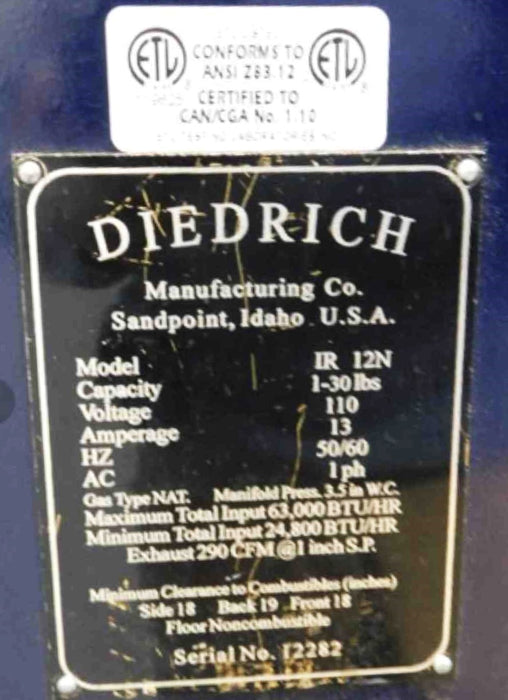 ETL CONFORMS TO ETL
ANSI Z83.12
CERTIFIED TO
CAN/CGA No. 1.10
DIEDRICH
Manufacturing Co.
Sandpoint, Idaho U.S.A.
Model IR 12N
Capacity 1-30 lbs
Voltage 110
Amperage 13
HZ 50/60
AC 1 ph
Gas Type NAT. Manifold Press. 3.5 in W.C.
Maximum Total Input 63,000 BTU/HR
Minimum Total Input 24,800 BTU/HR
Exhaust 290 CFM @1 inch S.P.
Minimum Clearance to Combustibles (inches)
Side 18 Back 19 Front 18
Floor Noncombustible
Serial No. 12282